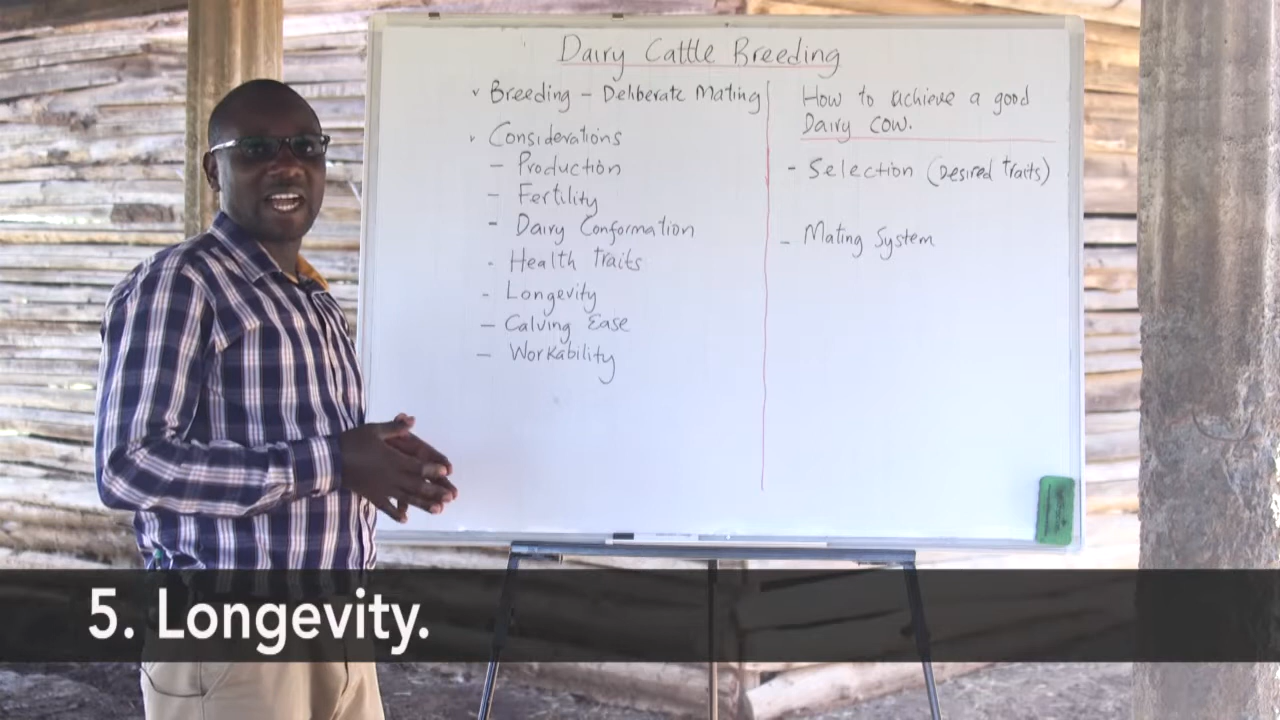 Dairy Cattle Breeding
v Breeding - Deliberate Mating
v Considerations
- Production
- Fertility
- Dairy Conformation
- Health Traits
- Longevity
- Calving Ease
- Workability
How to achieve a good
Dairy cow.
- Selection (Desired traits)
- Mating System
5. Longevity.